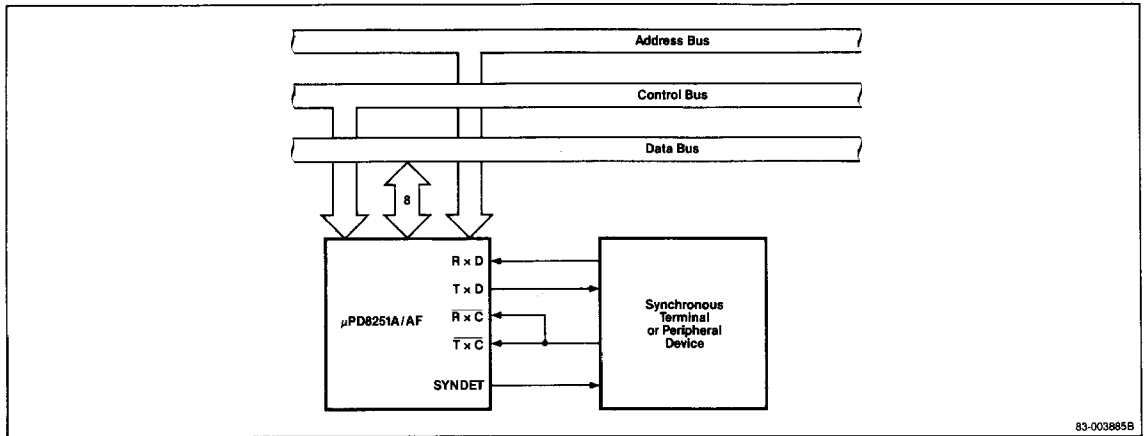 Address Bus
Control Bus
Data Bus
8
R × D
T × D
μPD8251A/AF
R̅ ̅×̅ ̅C̅
T̅ ̅×̅ ̅C̅
SYNDET
Synchronous
Terminal
or Peripheral
Device
83-003885B